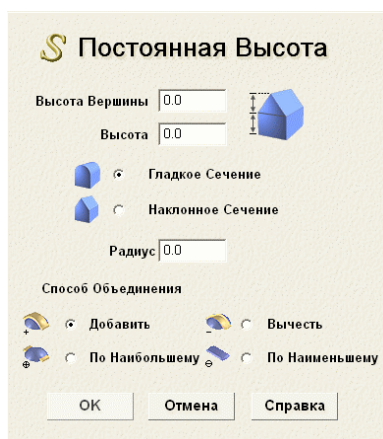 Постоянная Высота
Высота Вершины 0.0
Высота 0.0
Гладкое Сечение
Наклонное Сечение
Радиус 0.0
Способ Объединения
Добавить Вычесть
По Наибольшему По Наименьшему
OK Отмена Справка